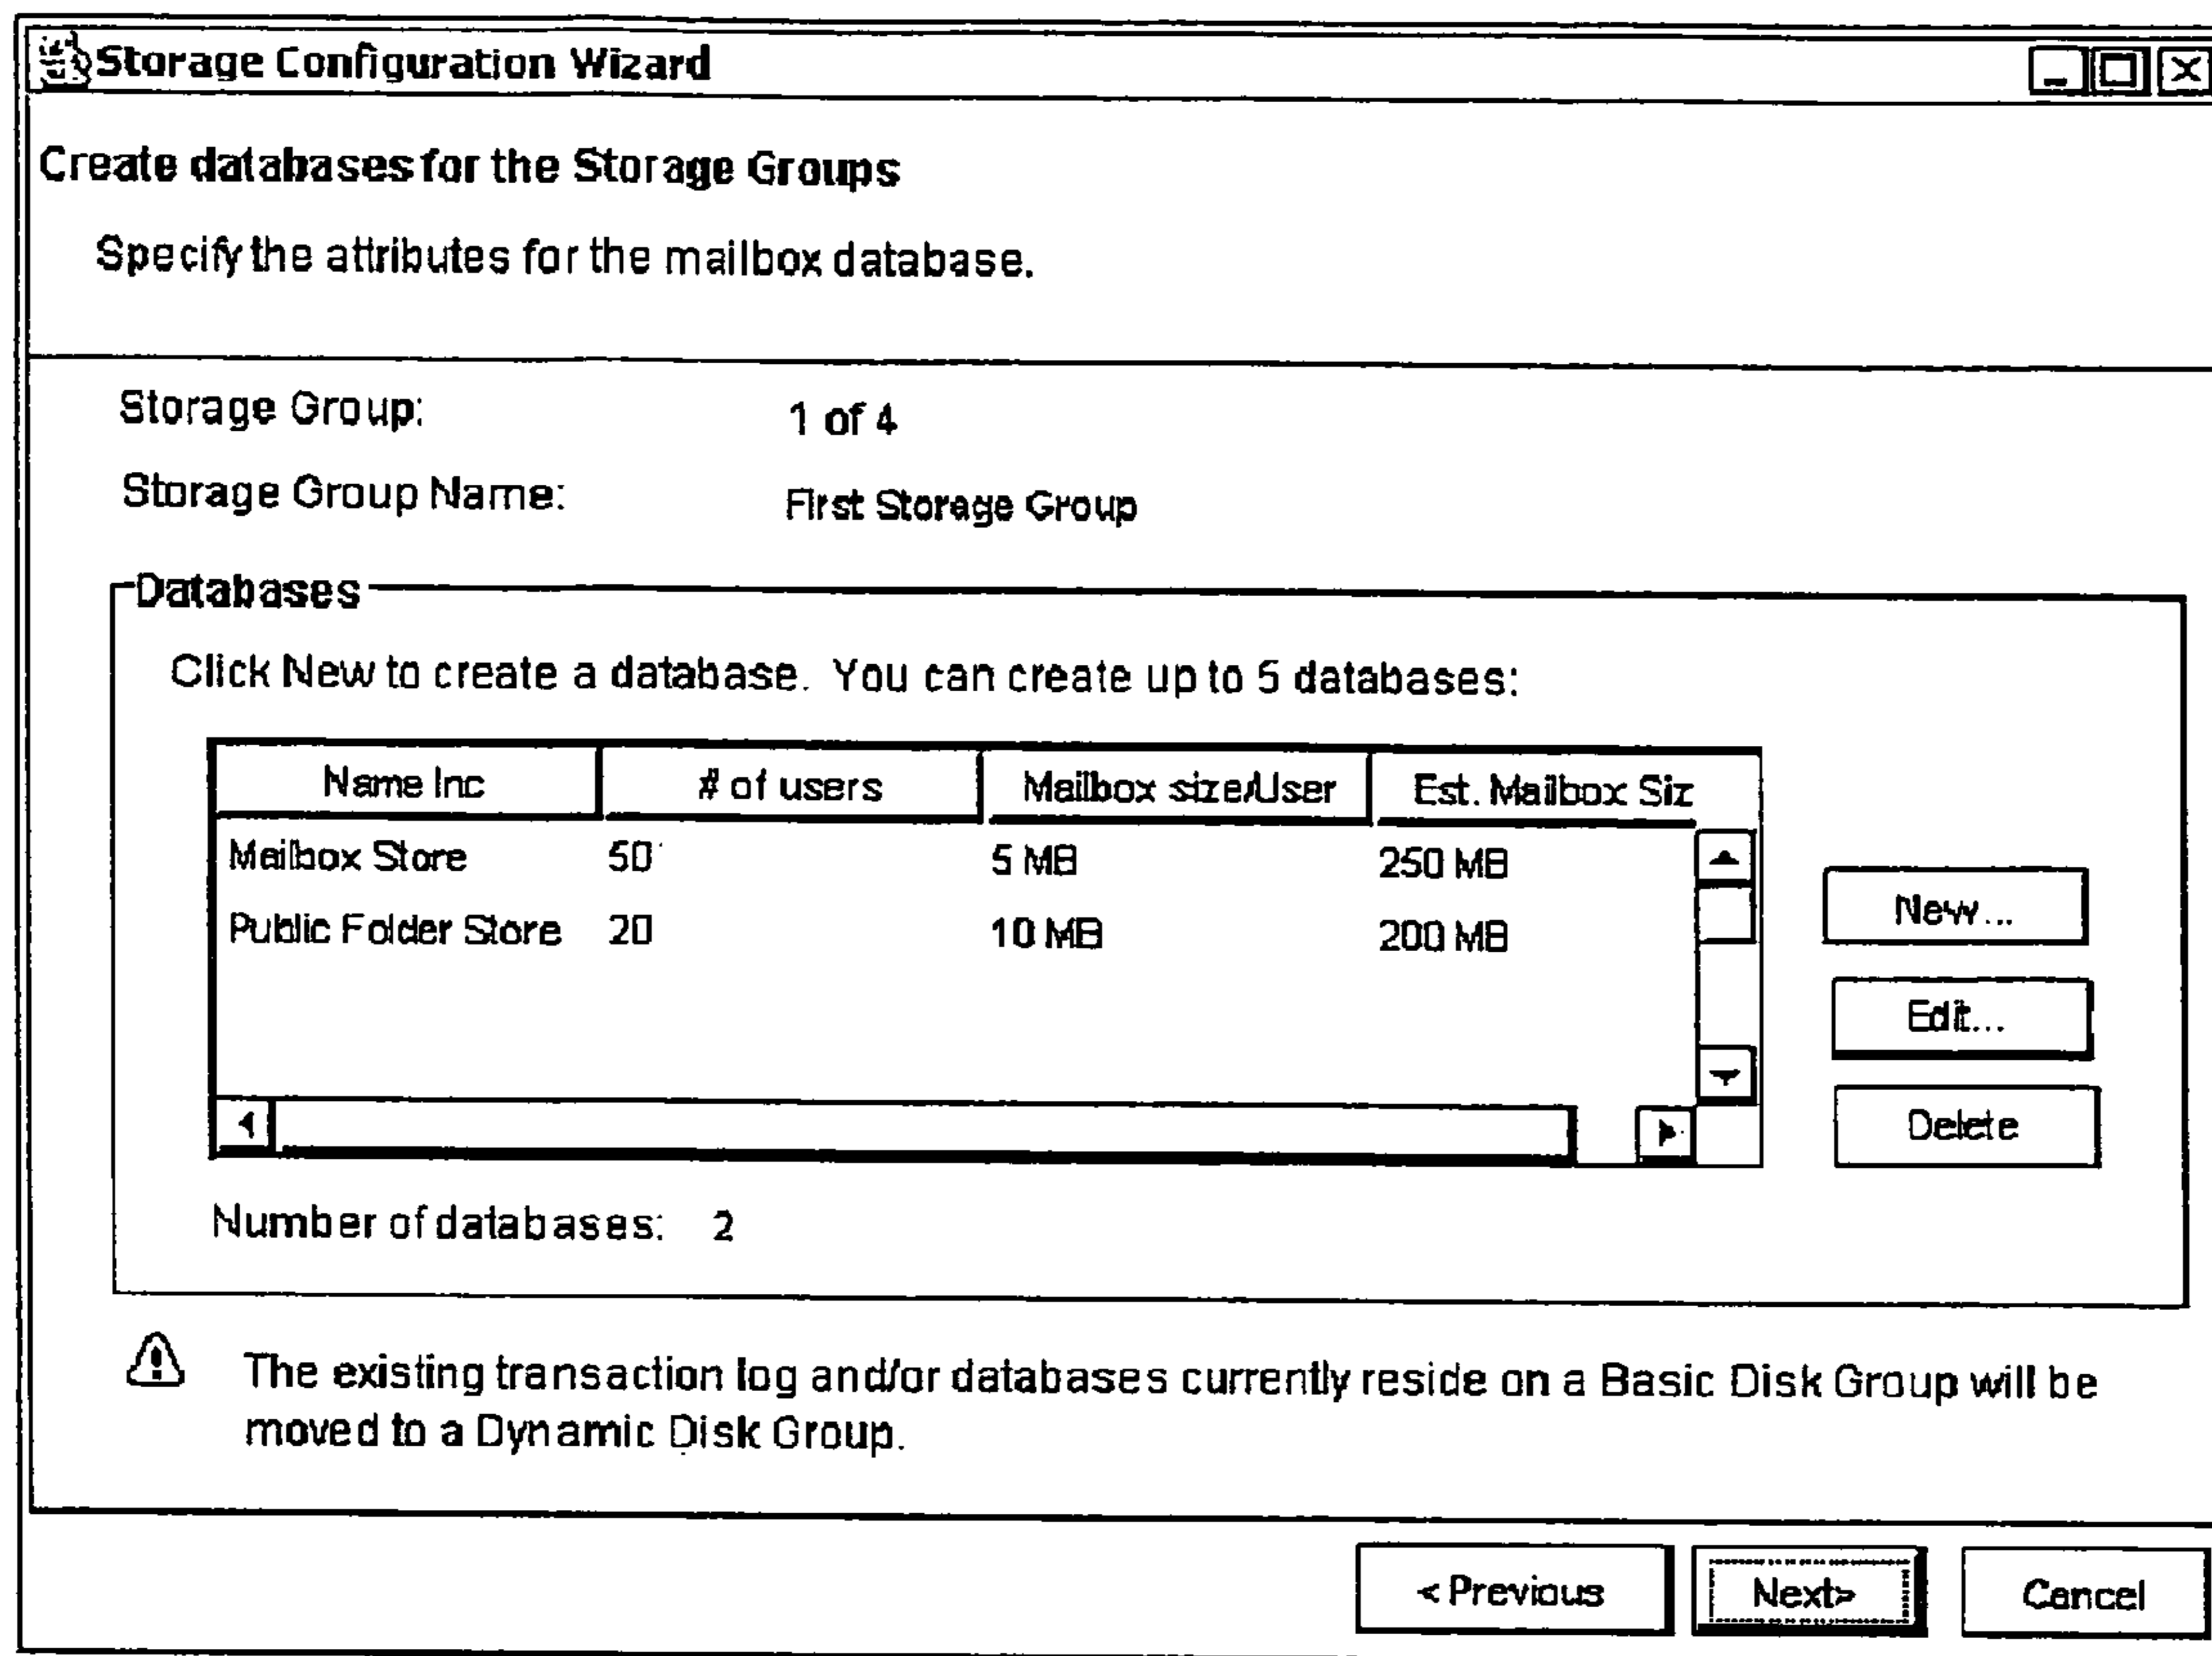 Storage Configuration Wizard
Create databases for the Storage Groups
Specify the attributes for the mailbox database.
Storage Group: 1 of 4
Storage Group Name: First Storage Group
Databases
Click New to create a database. You can create up to 5 databases:
Name Inc # of users Mailbox size/User Est. Mailbox Siz
Mailbox Store 50 5 MB 250 MB
Public Folder Store 20 10 MB 200 MB
New...
Edit...
Delete
Number of databases: 2
The existing transaction log and/or databases currently reside on a Basic Disk Group will be
moved to a Dynamic Disk Group.
< Previous Next> Cancel